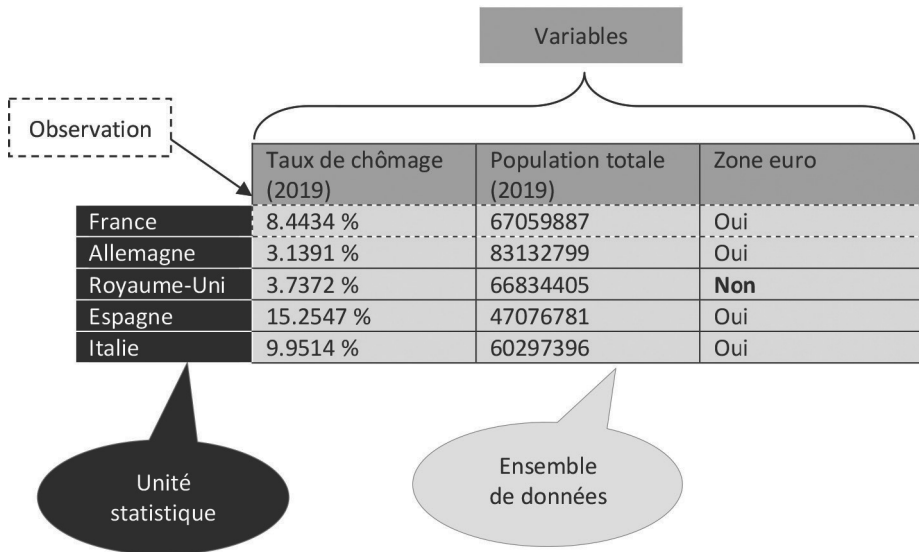 Variables
Observation
Taux de chômage (2019) Population totale (2019) Zone euro
France 8.4434 % 67059887 Oui
Allemagne 3.1391 % 83132799 Oui
Royaume-Uni 3.7372 % 66834405 Non
Espagne 15.2547 % 47076781 Oui
Italie 9.9514 % 60297396 Oui
Unité
statistique
Ensemble
de données